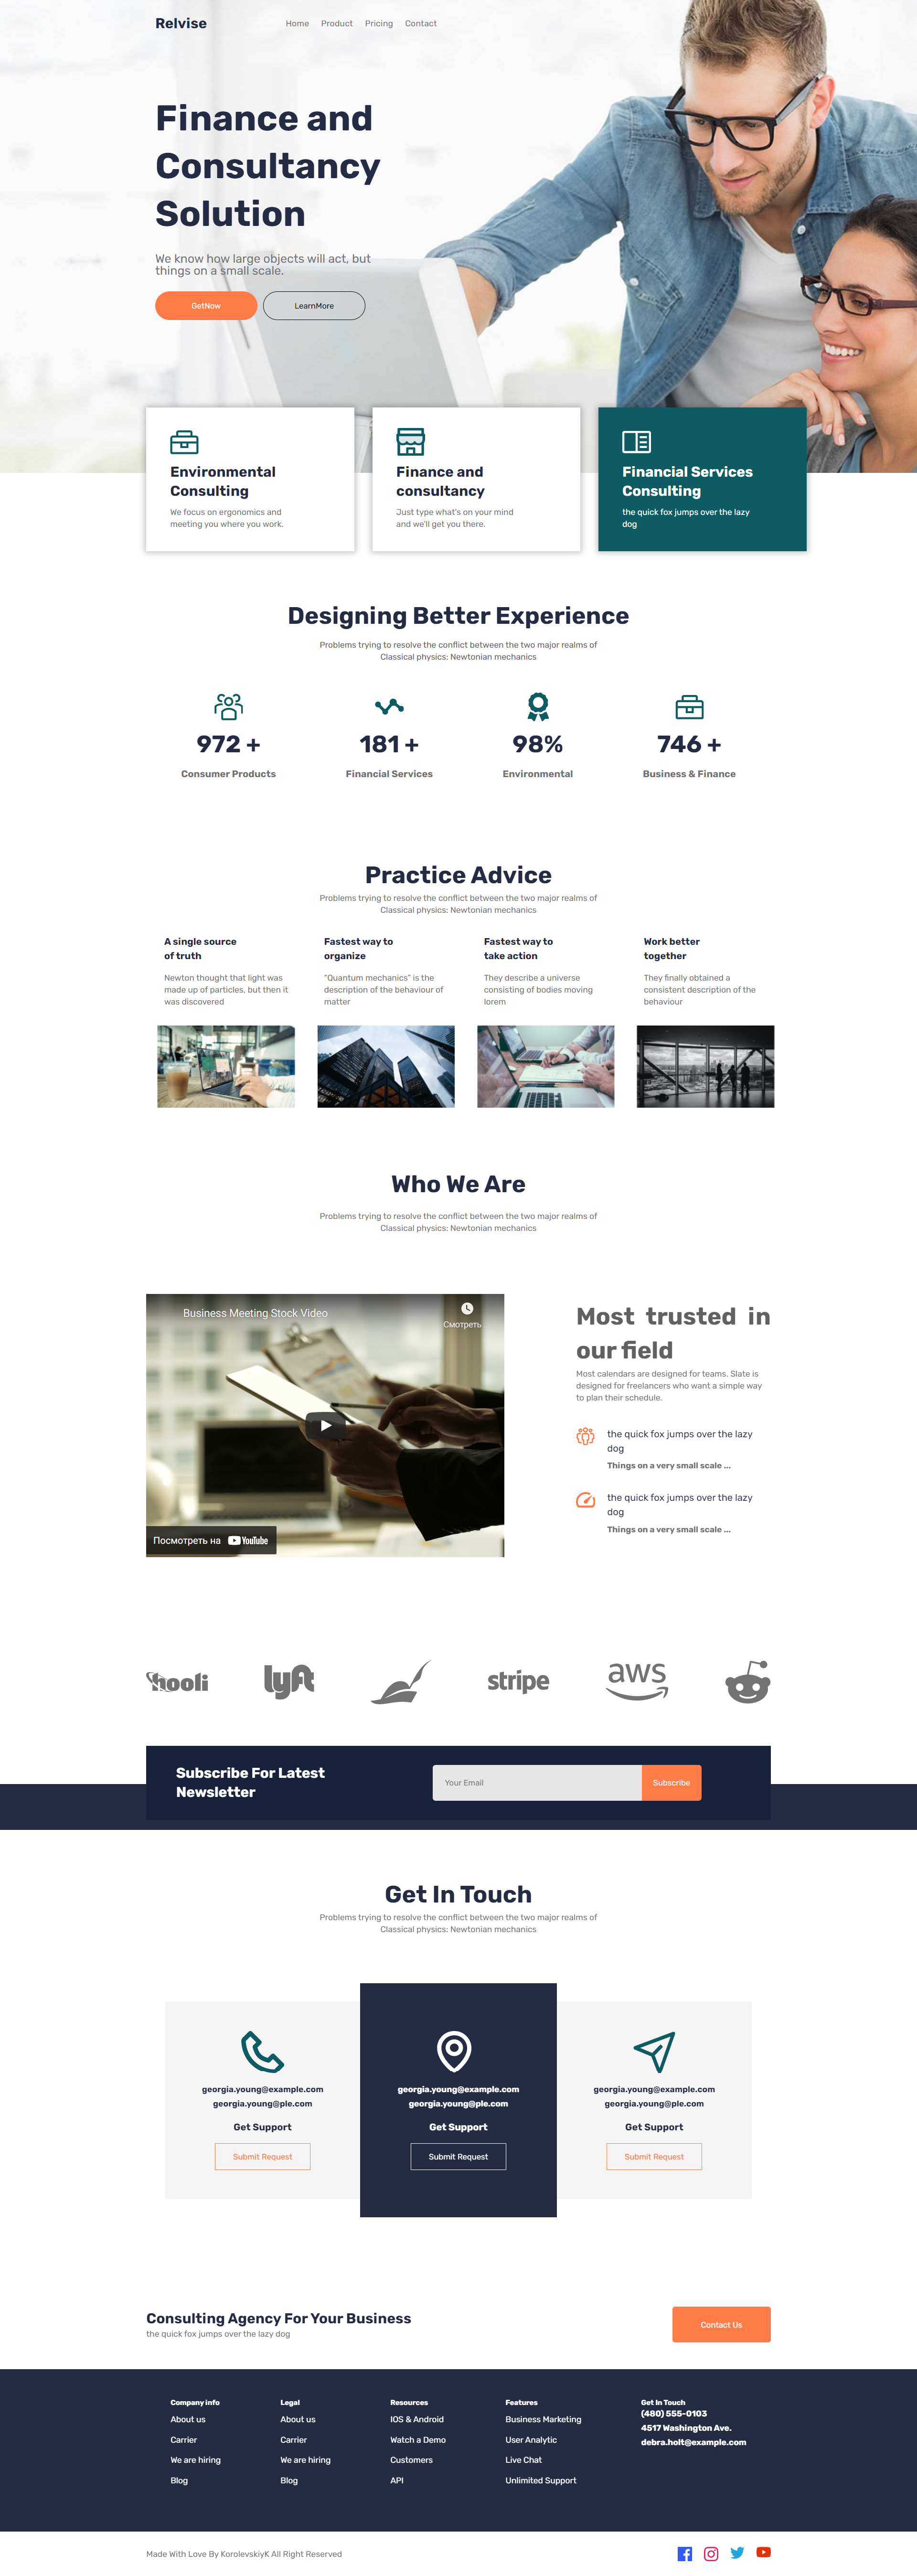 Relvise
Home Product Pricing Contact
Finance and
Consultancy
Solution
We know how large objects will act, but
things on a small scale.
GetNow
LearnMore
Environmental
Consulting
We focus on ergonomics and
meeting you where you work.
Finance and
consultancy
Just type what's on your mind
and we'll get you there.
Financial Services
Consulting
the quick fox jumps over the lazy
dog
Designing Better Experience
Problems trying to resolve the conflict between the two major realms of
Classical physics: Newtonian mechanics
972 +
Consumer Products
181 +
Financial Services
98%
Environmental
746 +
Business & Finance
Practice Advice
Problems trying to resolve the conflict between the two major realms of
Classical physics: Newtonian mechanics
A single source
of truth
Newton thought that light was
made up of particles, but then it
was discovered
Fastest way to
organize
"Quantum mechanics" is the
description of the behaviour of
matter
Fastest way to
take action
They describe a universe
consisting of bodies moving
lorem
Work better
together
They finally obtained a
consistent description of the
behaviour
Who We Are
Problems trying to resolve the conflict between the two major realms of
Classical physics: Newtonian mechanics
Business Meeting Stock Video
Смотреть
Посмотреть на YouTube
Most trusted in
our field
Most calendars are designed for teams. Slate is
designed for freelancers who want a simple way
to plan their schedule.
the quick fox jumps over the lazy
dog
Things on a very small scale ...
the quick fox jumps over the lazy
dog
Things on a very small scale ...
hooli
lyft
stripe
aws
Subscribe For Latest
Newsletter
Your Email
Subscribe
Get In Touch
Problems trying to resolve the conflict between the two major realms of
Classical physics: Newtonian mechanics
georgia.young@example.com
georgia.young@ple.com
Get Support
Submit Request
georgia.young@example.com
georgia.young@ple.com
Get Support
Submit Request
georgia.young@example.com
georgia.young@ple.com
Get Support
Submit Request
Consulting Agency For Your Business
the quick fox jumps over the lazy dog
Contact Us
Company info
About us
Carrier
We are hiring
Blog
Legal
About us
Carrier
We are hiring
Blog
Resources
IOS & Android
Watch a Demo
Customers
API
Features
Business Marketing
User Analytic
Live Chat
Unlimited Support
Get In Touch
(480) 555-0103
4517 Washington Ave.
debra.holt@example.com
Made With Love By KorolevskiyK All Right Reserved